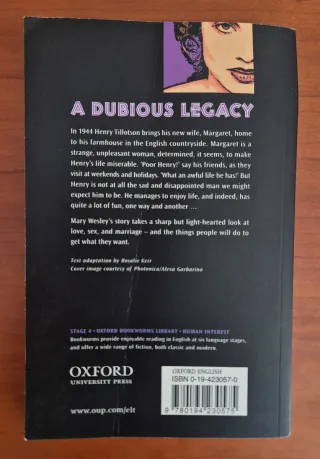 A DUBIOUS LEGACY
In 1944 Henry Tillotson brings his new wife, Margaret, home
to his farmhouse in the English countryside. Margaret is a
strange, unpleasant woman, determined, it seems, to make
Henry's life miserable. 'Poor Henry!' say his friends, as they
visit at weekends and holidays. 'What an awful life he has!' But
Henry is not at all the sad and disappointed man we might
expect him to be. He manages to enjoy life, and indeed, has
quite a lot of fun, one way and another ...
Mary Wesley's story takes a sharp but light-hearted look at
love, sex, and marriage – and the things people will do to
get what they want.
Text adaptation by Rosalie Kerr
Cover image courtesy of Photonica/Alexa Garbarino
STAGE 4 • OXFORD BOOKWORMS LIBRARY • HUMAN INTEREST
Bookworms provide enjoyable reading in English at six language stages,
and offer a wide range of fiction, both classic and modern.
OXFORD
UNIVERSITY PRESS
www.oup.com/elt
OXFORD ENGLISH
ISBN 0-19-423057-0
9 780194 230575